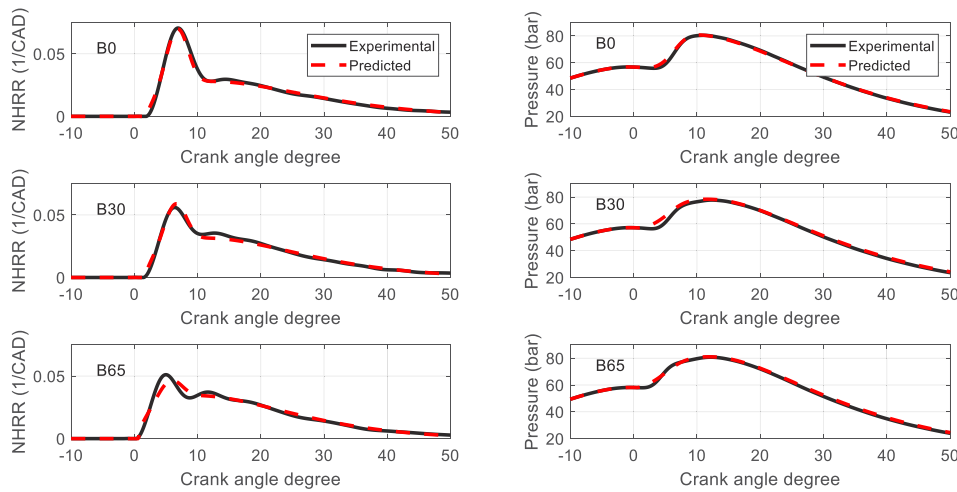 NHRR (1/CAD)
0.05
0
B0
Experimental
Predicted
-10 0 10 20 30 40 50
Crank angle degree
Pressure (bar)
80
60
40
20
B0
Experimental
Predicted
-10 0 10 20 30 40 50
Crank angle degree
NHRR (1/CAD)
0.05
0
B30
-10 0 10 20 30 40 50
Crank angle degree
Pressure (bar)
80
60
40
20
B30
-10 0 10 20 30 40 50
Crank angle degree
NHRR (1/CAD)
0.05
0
B65
-10 0 10 20 30 40 50
Crank angle degree
Pressure (bar)
80
60
40
20
B65
-10 0 10 20 30 40 50
Crank angle degree